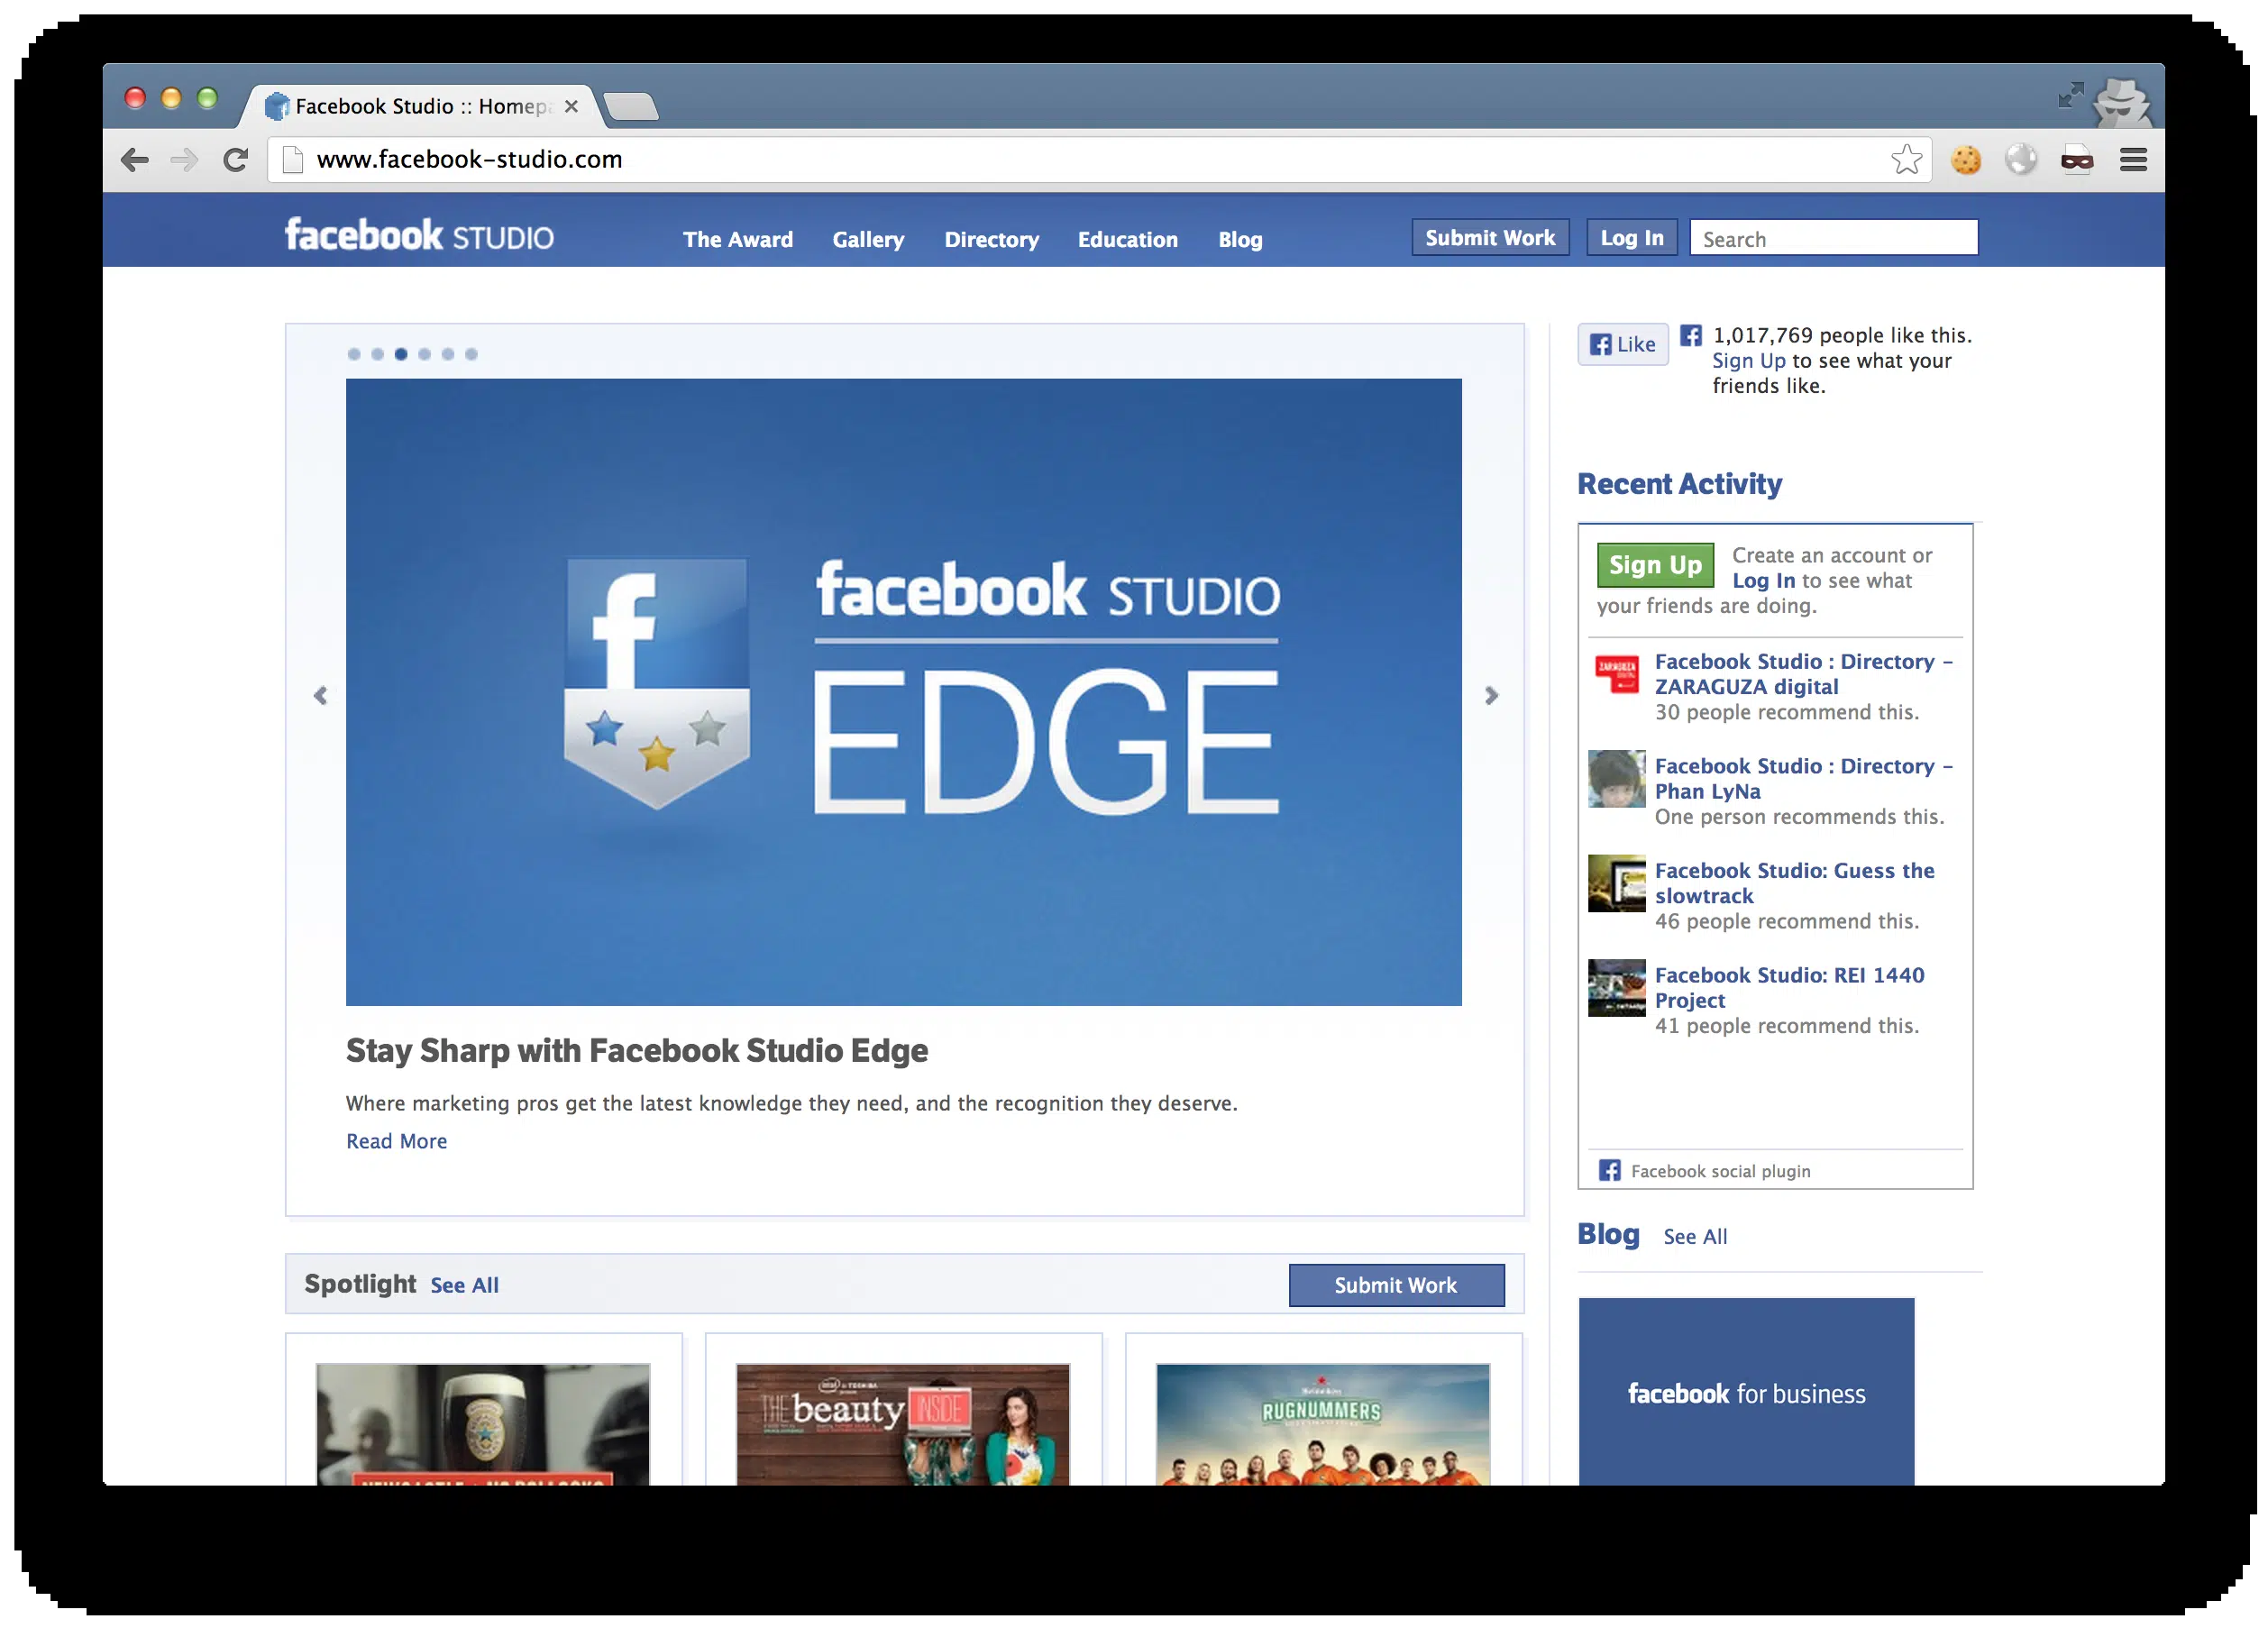 Facebook Studio :: Homep
www.facebook-studio.com
facebook STUDIO
The Award Gallery Directory Education Blog
Submit Work Log In Search
Like
1,017,769 people like this.
Sign Up to see what your
friends like.
facebook STUDIO
EDGE
Stay Sharp with Facebook Studio Edge
Where marketing pros get the latest knowledge they need, and the recognition they deserve.
Read More
Recent Activity
Sign Up Create an account or
Log In to see what
your friends are doing.
ZARAGUZA
Facebook Studio : Directory -
ZARAGUZA digital
30 people recommend this.
Facebook Studio : Directory -
Phan LyNa
One person recommends this.
Facebook Studio: Guess the
slowtrack
46 people recommend this.
Facebook Studio: REI 1440
Project
41 people recommend this.
Facebook social plugin
Blog See All
facebook for business
Spotlight See All Submit Work
intel TOSHIBA
THE beauty INSIDE
Heineken
RUGNUMMERS